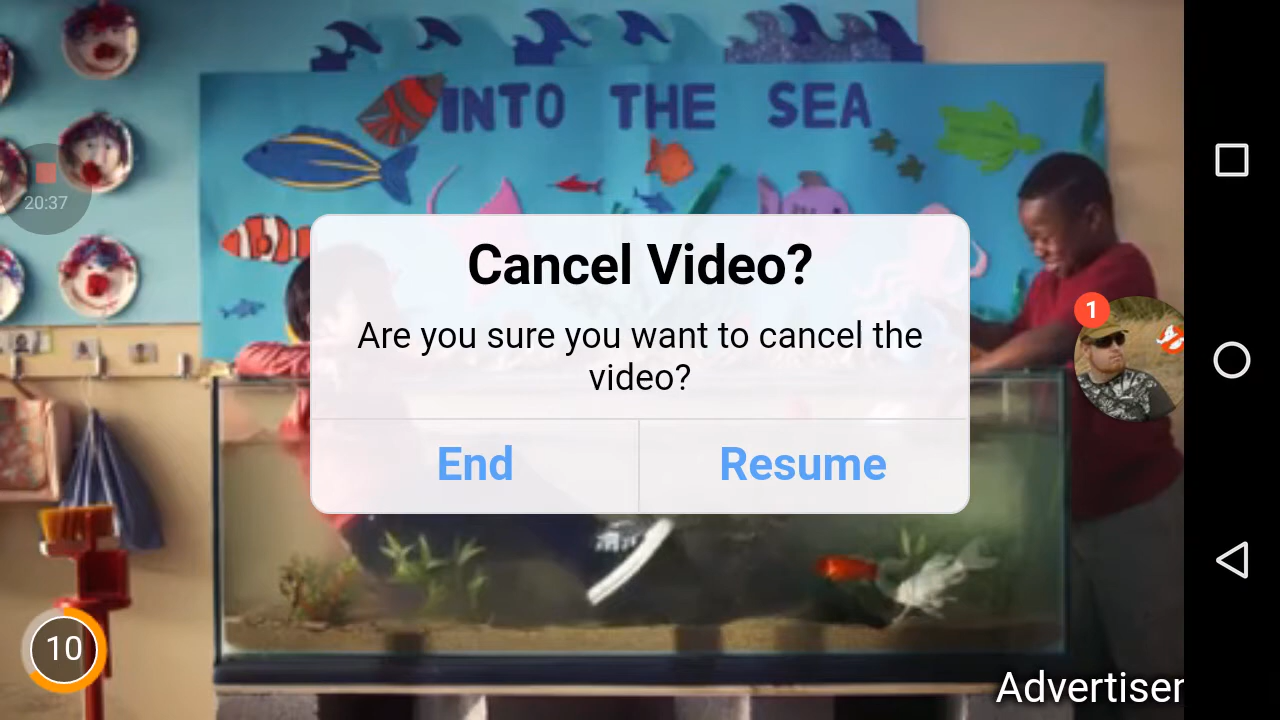 INTO THE SEA
20:37
Cancel Video?
1
Are you sure you want to cancel the
video?
End Resume
10
Advertiser